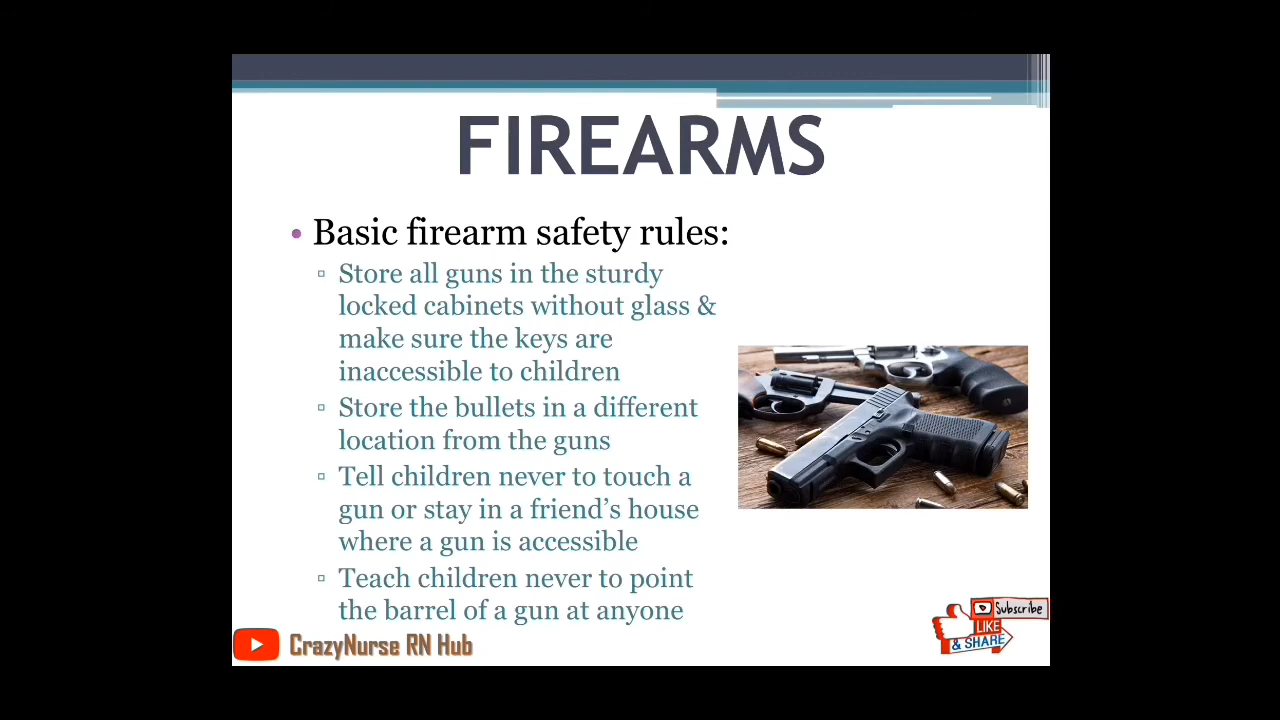 FIREARMS
• Basic firearm safety rules:
▫ Store all guns in the sturdy
locked cabinets without glass &
make sure the keys are
inaccessible to children
▫ Store the bullets in a different
location from the guns
▫ Tell children never to touch a
gun or stay in a friend’s house
where a gun is accessible
▫ Teach children never to point
the barrel of a gun at anyone
CrazyNurse RN Hub
Subscribe
LIKE
& SHARE